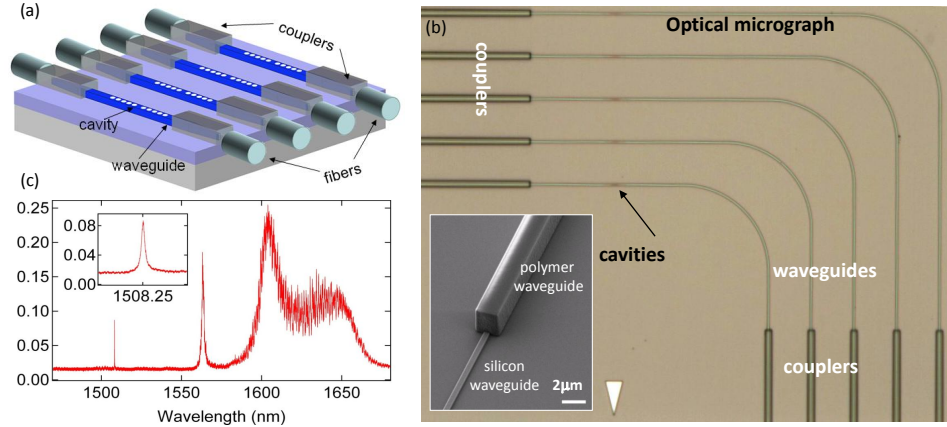 (a)
couplers
cavity
waveguide
fibers
(b)
Optical micrograph
couplers
cavities
waveguides
couplers
polymer
waveguide
silicon
waveguide
2μm
(c)
0.25
0.20
0.15
0.10
0.05
0.00
0.08
0.04
0.00
1508.25
1500 1550 1600 1650
Wavelength (nm)